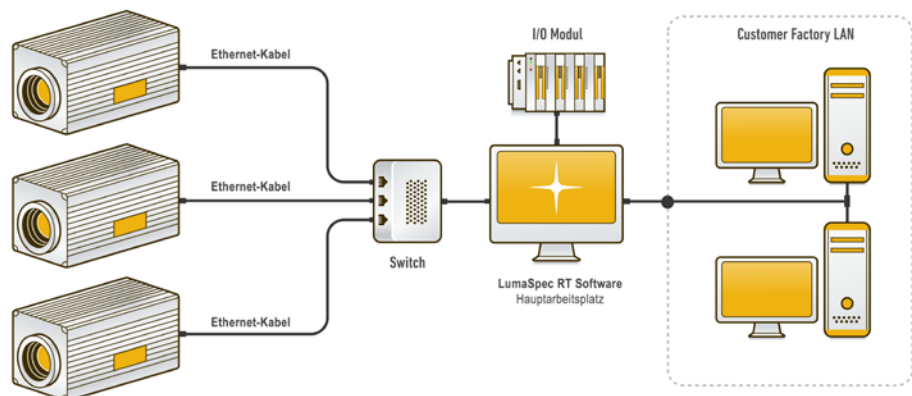 Ethernet-Kabel
I/O Modul
Customer Factory LAN
Ethernet-Kabel
Switch
LumaSpec RT Software
Hauptarbeitsplatz
Ethernet-Kabel